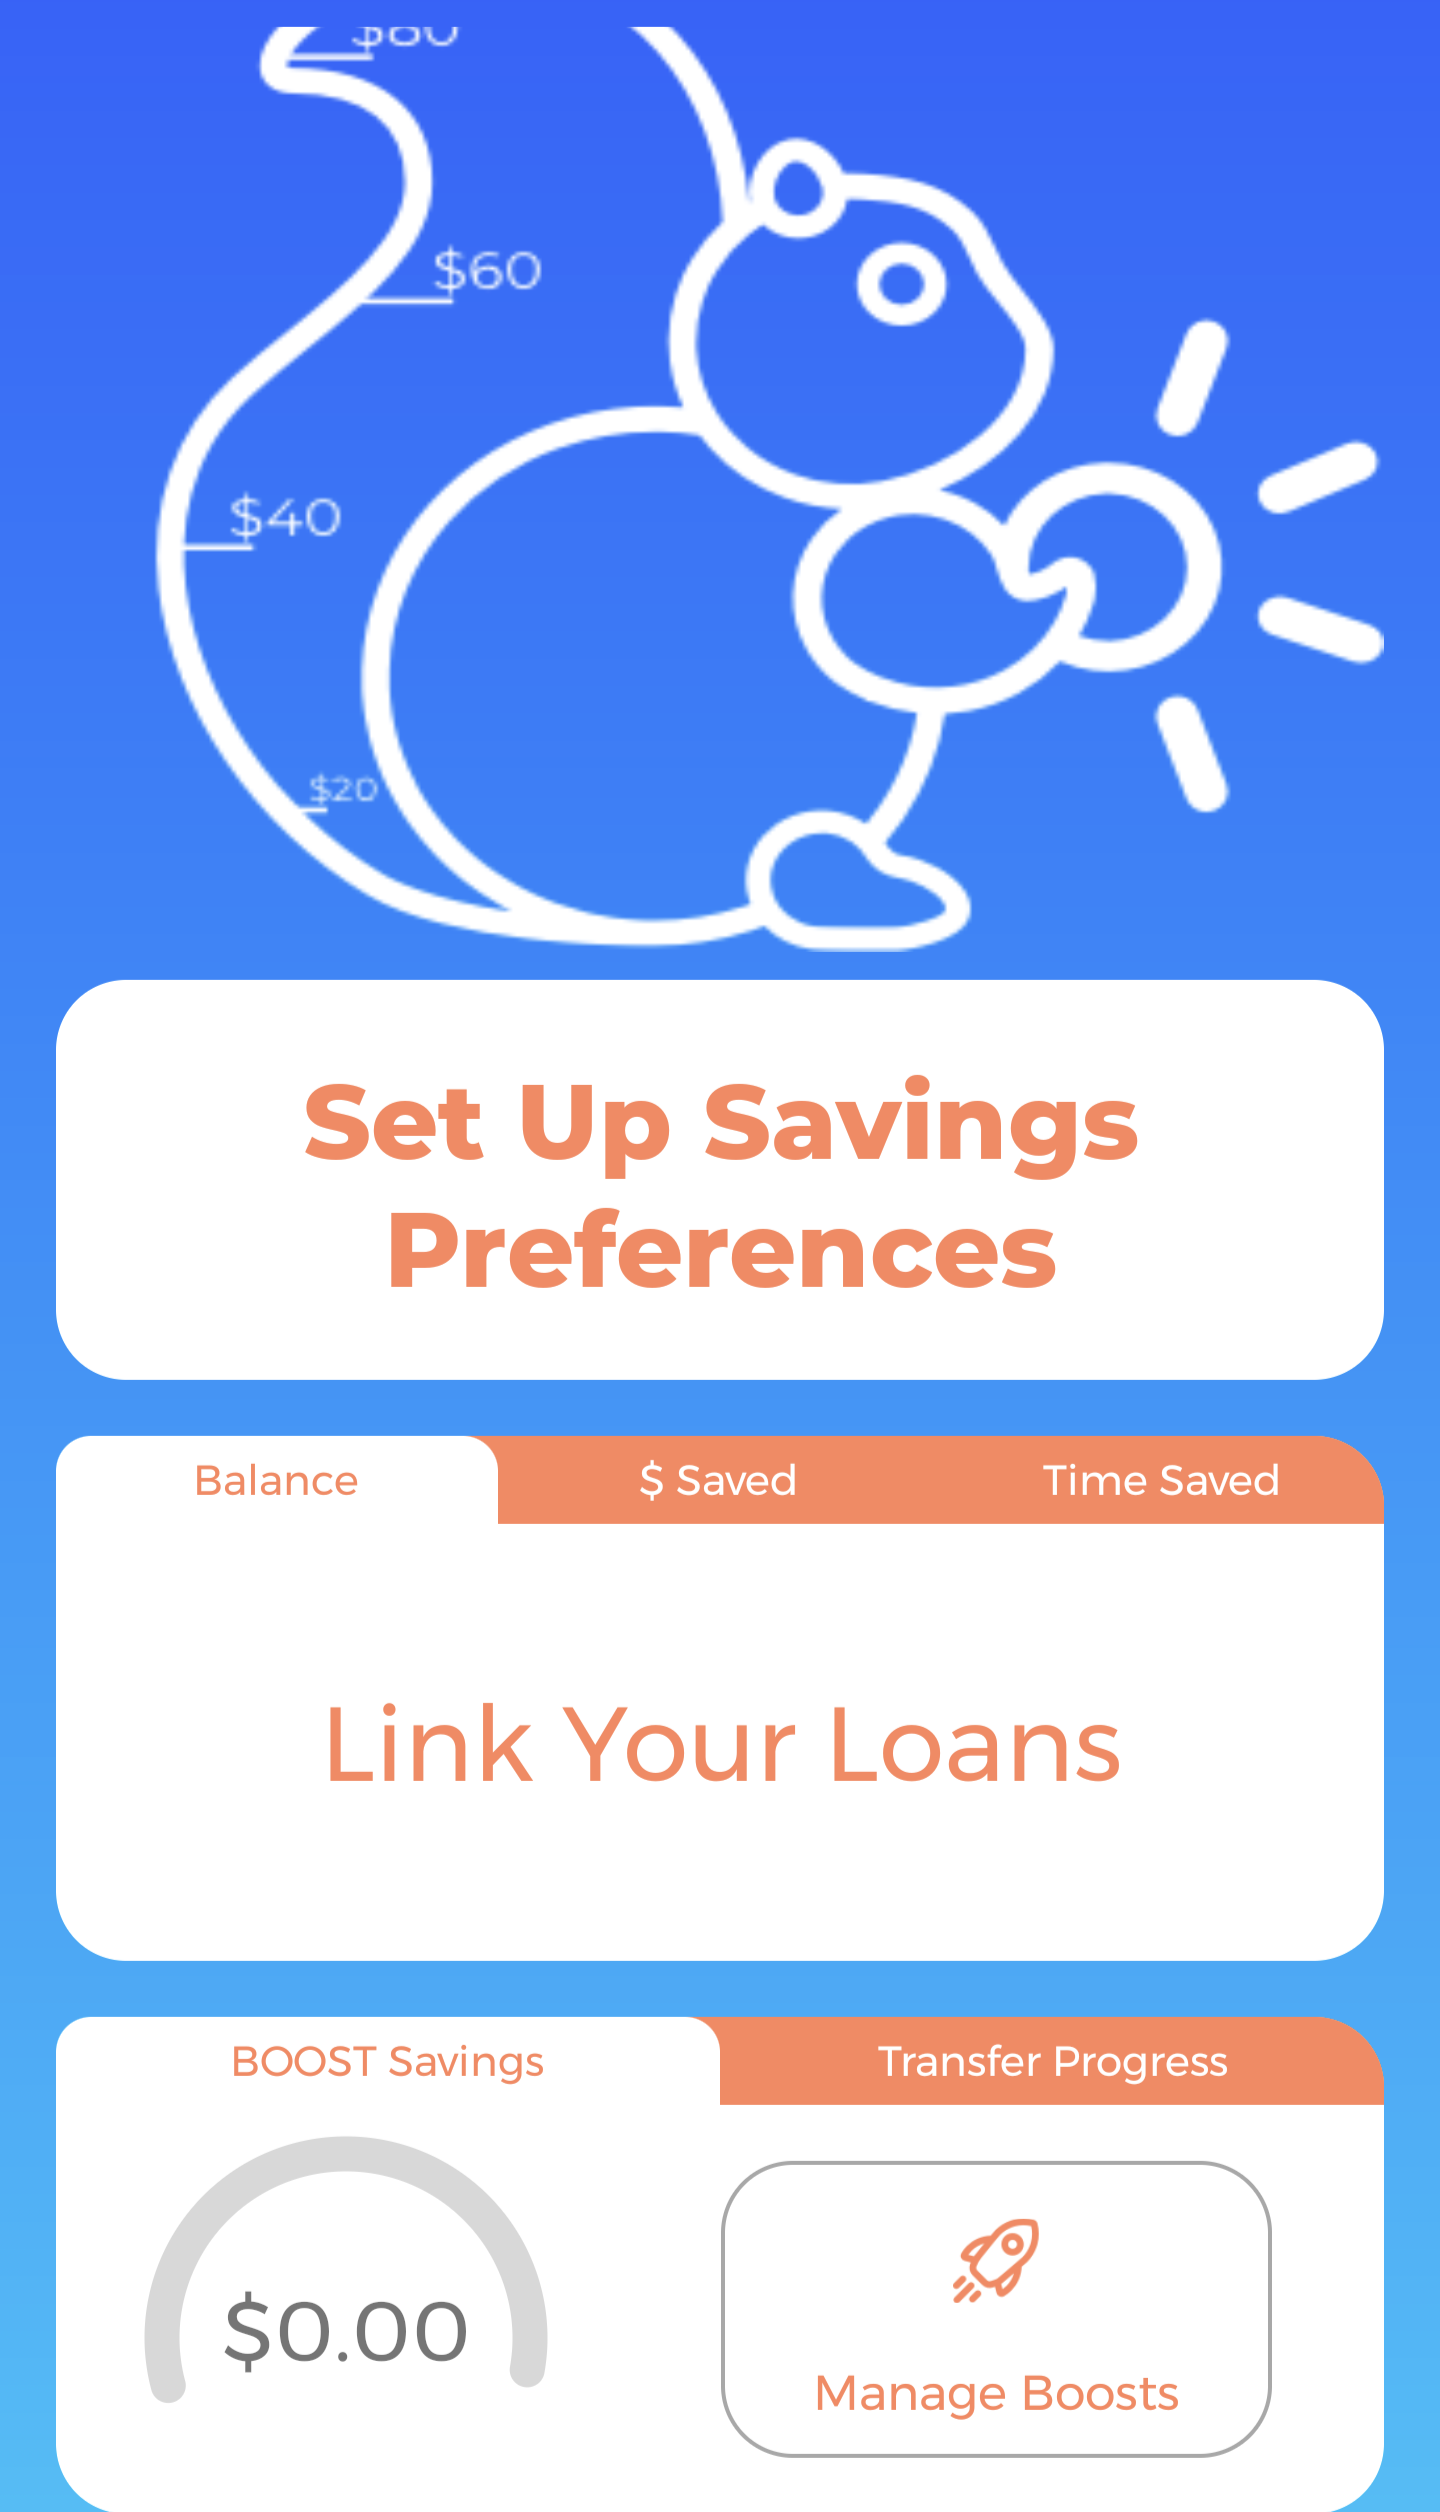 $80
$60
$40
$20
Set Up Savings
Preferences
Balance
$ Saved
Time Saved
Link Your Loans
BOOST Savings
Transfer Progress
$0.00
Manage Boosts